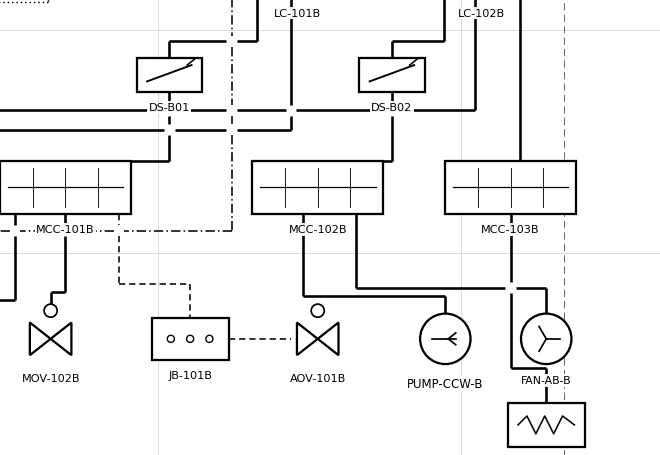 LC-101B
LC-102B
DS-B01
DS-B02
MCC-101B
MCC-102B
MCC-103B
MOV-102B
JB-101B
AOV-101B
PUMP-CCW-B
FAN-AB-B